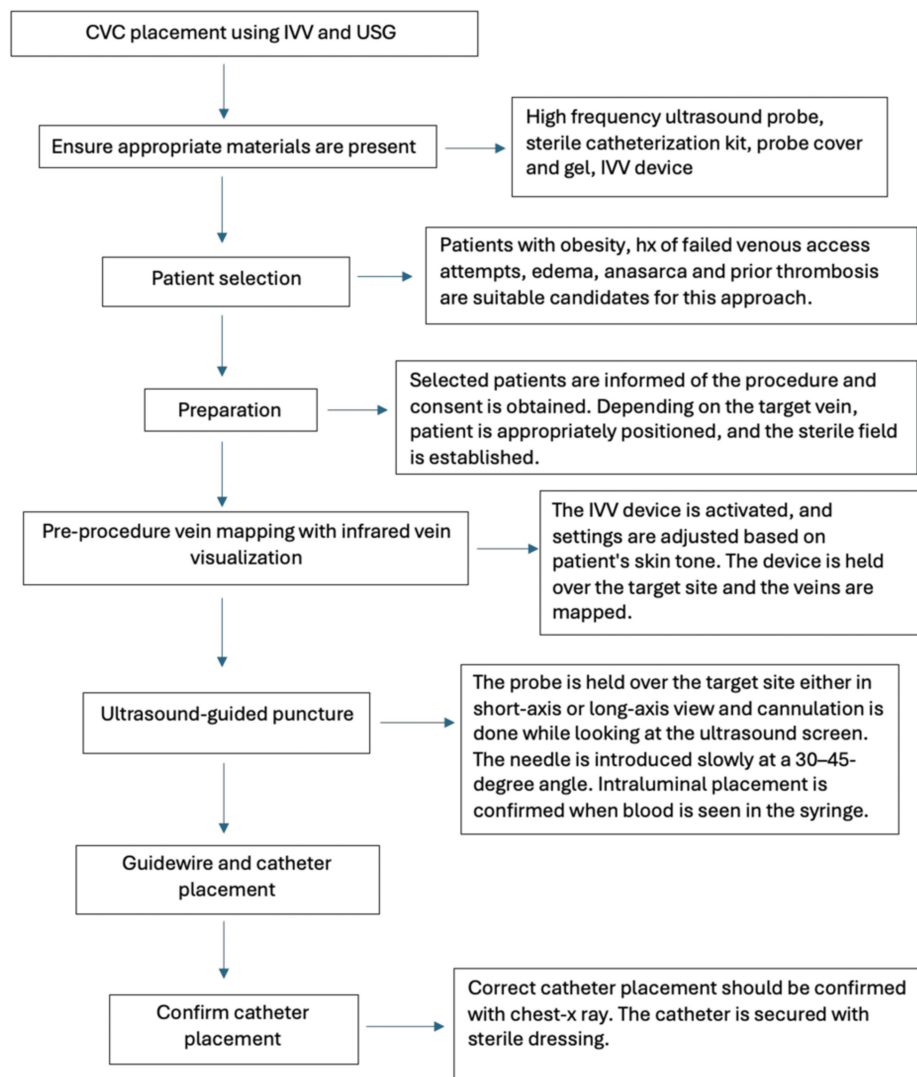 CVC placement using IVV and USG
Ensure appropriate materials are present
High frequency ultrasound probe,
sterile catheterization kit, probe cover
and gel, IVV device
Patient selection
Patients with obesity, hx of failed venous access
attempts, edema, anasarca and prior thrombosis
are suitable candidates for this approach.
Preparation
Selected patients are informed of the procedure and
consent is obtained. Depending on the target vein,
patient is appropriately positioned, and the sterile field
is established.
Pre-procedure vein mapping with infrared vein
visualization
The IVV device is activated, and
settings are adjusted based on
patient's skin tone. The device is held
over the target site and the veins are
mapped.
Ultrasound-guided puncture
The probe is held over the target site either in
short-axis or long-axis view and cannulation is
done while looking at the ultrasound screen.
The needle is introduced slowly at a 30–45-
degree angle. Intraluminal placement is
confirmed when blood is seen in the syringe.
Guidewire and catheter
placement
Confirm catheter
placement
Correct catheter placement should be confirmed
with chest-x ray. The catheter is secured with
sterile dressing.